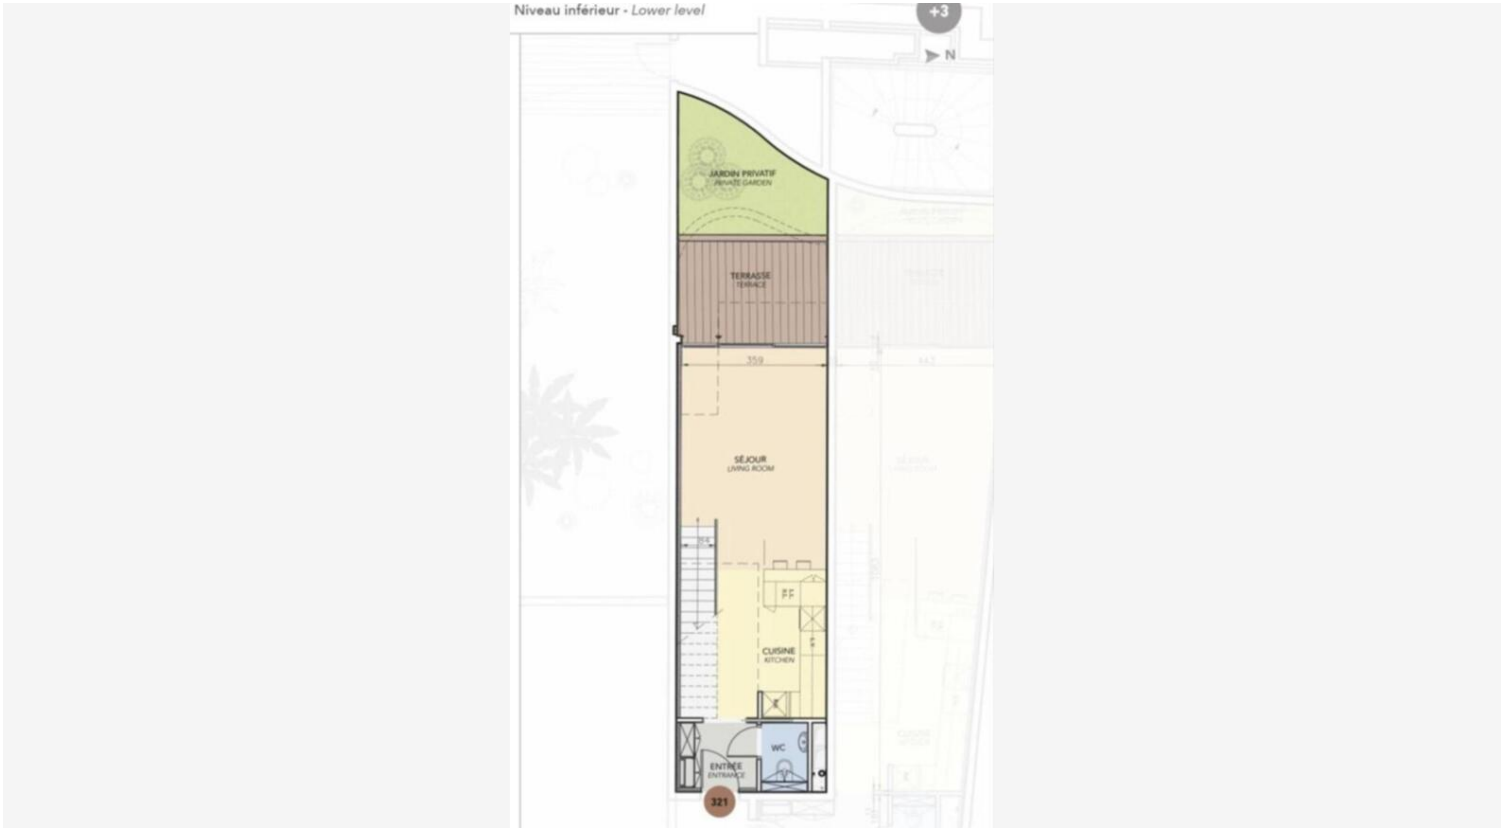 Niveau inférieur - Lower level
+3
N
JARDIN PRIVATIF
PRIVATE GARDEN
TERRASSE
TERRACE
359
SÉJOUR
LIVING ROOM
CUISINE
KITCHEN
WC
ENTRÉE
ENTRANCE
321